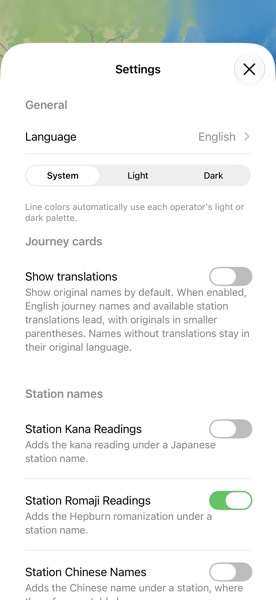 Settings
General
Language English
System Light Dark
Line colors automatically use each operator's light or
dark palette.
Journey cards
Show translations
Show original names by default. When enabled,
English journey names and available station
translations lead, with originals in smaller
parentheses. Names without translations stay in
their original language.
Station names
Station Kana Readings
Adds the kana reading under a Japanese
station name.
Station Romaji Readings
Adds the Hepburn romanization under a
station name.
Station Chinese Names
Adds the Chinese name under a station, where